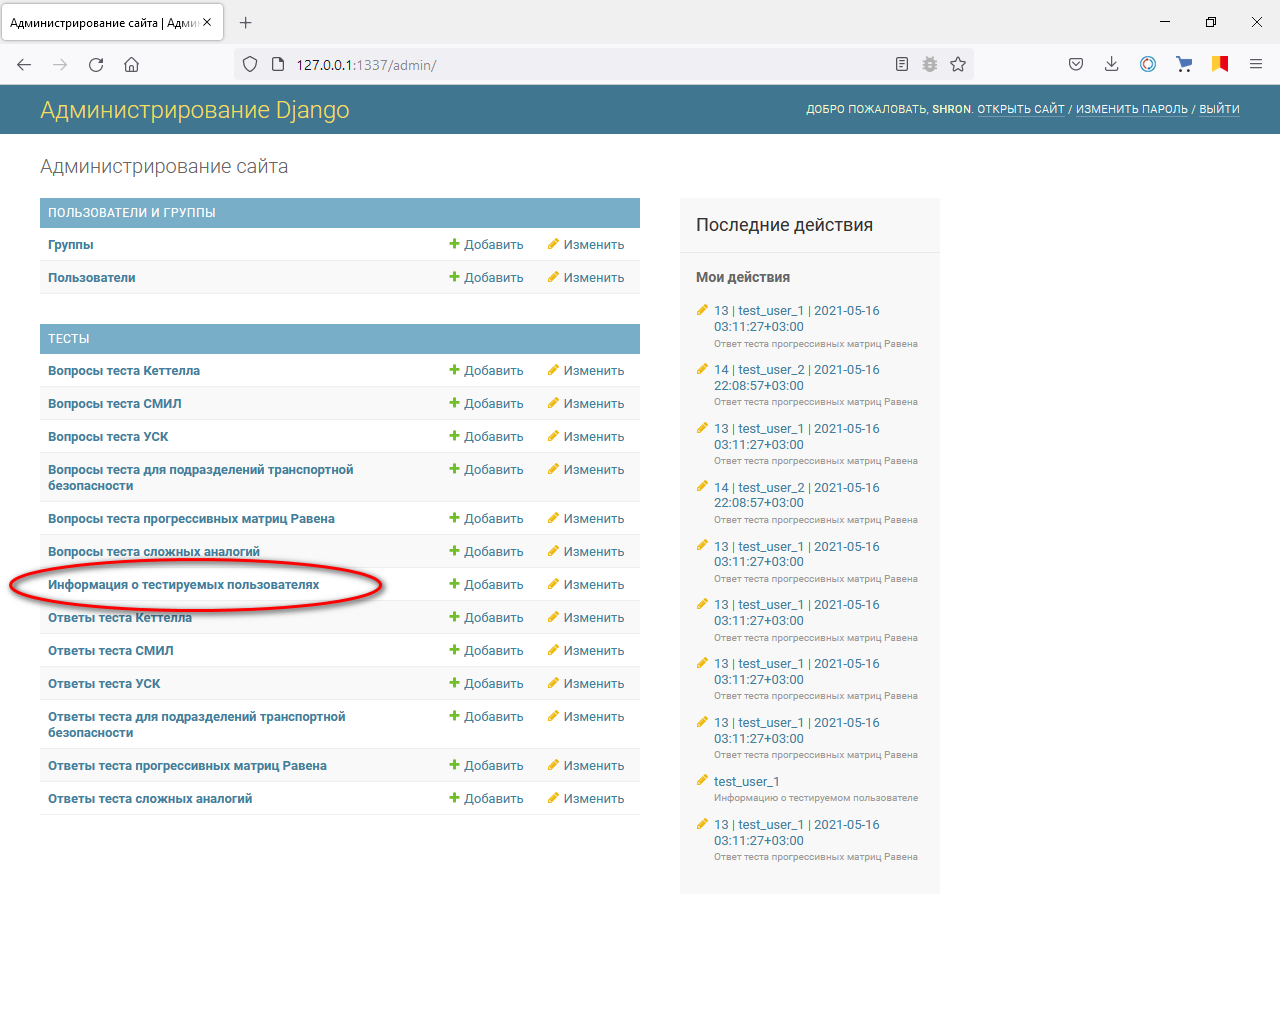 Администрирование сайта | Адми
127.0.0.1:1337/admin/
Администрирование Django
ДОБРО ПОЖАЛОВАТЬ, SHRON. ОТКРЫТЬ САЙТ / ИЗМЕНИТЬ ПАРОЛЬ / ВЫЙТИ
Администрирование сайта
ПОЛЬЗОВАТЕЛИ И ГРУППЫ
Группы Добавить Изменить
Пользователи Добавить Изменить
ТЕСТЫ
Вопросы теста Кеттелла Добавить Изменить
Вопросы теста СМИЛ Добавить Изменить
Вопросы теста УСК Добавить Изменить
Вопросы теста для подразделений транспортной Добавить Изменить
безопасности
Вопросы теста прогрессивных матриц Равена Добавить Изменить
Вопросы теста сложных аналогий Добавить Изменить
Информация о тестируемых пользователях Добавить Изменить
Ответы теста Кеттелла Добавить Изменить
Ответы теста СМИЛ Добавить Изменить
Ответы теста УСК Добавить Изменить
Ответы теста для подразделений транспортной Добавить Изменить
безопасности
Ответы теста прогрессивных матриц Равена Добавить Изменить
Ответы теста сложных аналогий Добавить Изменить
Последние действия
Мои действия
13 | test_user_1 | 2021-05-16
03:11:27+03:00
Ответ теста прогрессивных матриц Равена
14 | test_user_2 | 2021-05-16
22:08:57+03:00
Ответ теста прогрессивных матриц Равена
13 | test_user_1 | 2021-05-16
03:11:27+03:00
Ответ теста прогрессивных матриц Равена
14 | test_user_2 | 2021-05-16
22:08:57+03:00
Ответ теста прогрессивных матриц Равена
13 | test_user_1 | 2021-05-16
03:11:27+03:00
Ответ теста прогрессивных матриц Равена
13 | test_user_1 | 2021-05-16
03:11:27+03:00
Ответ теста прогрессивных матриц Равена
13 | test_user_1 | 2021-05-16
03:11:27+03:00
Ответ теста прогрессивных матриц Равена
13 | test_user_1 | 2021-05-16
03:11:27+03:00
Ответ теста прогрессивных матриц Равена
test_user_1
Информацию о тестируемом пользователе
13 | test_user_1 | 2021-05-16
03:11:27+03:00
Ответ теста прогрессивных матриц Равена